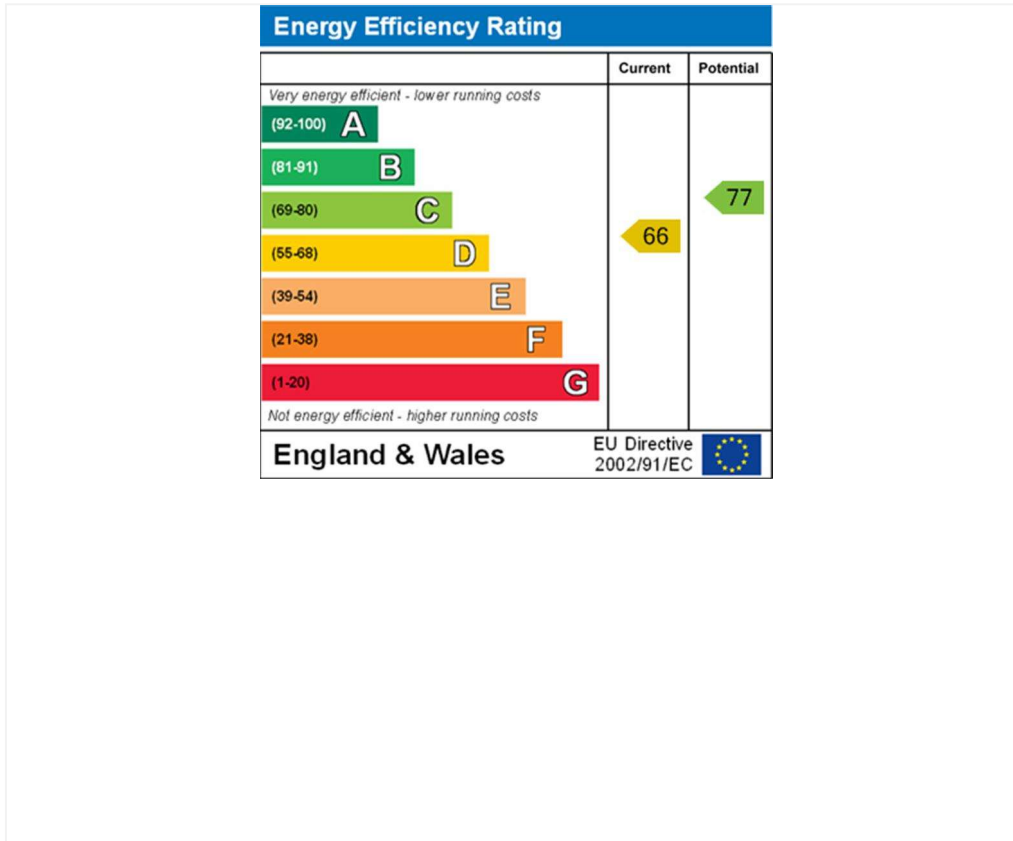 Energy Efficiency Rating
Current Potential
Very energy efficient - lower running costs
(92-100) A
(81-91) B
(69-80) C
77
(55-68) D
66
(39-54) E
(21-38) F
(1-20) G
Not energy efficient - higher running costs
England & Wales
EU Directive
2002/91/EC